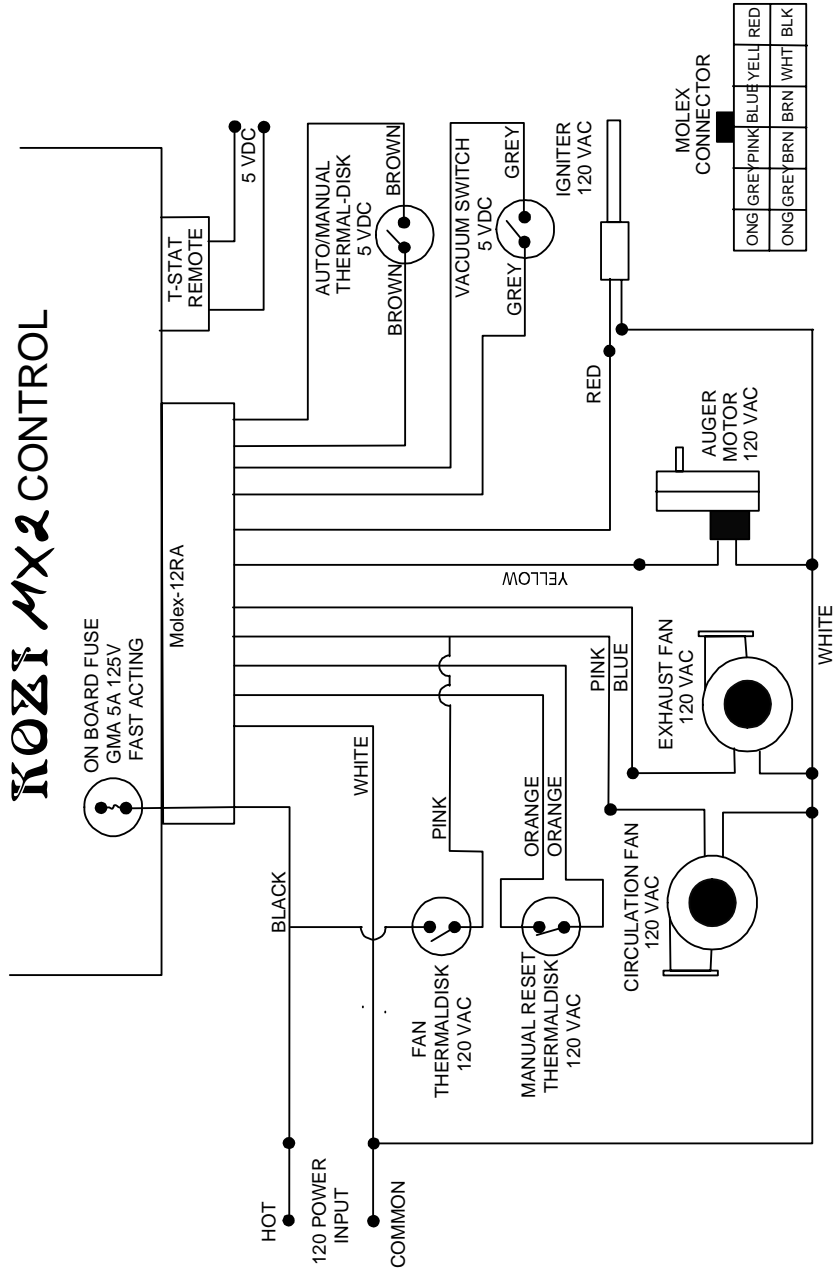 KOZI MX2 CONTROL
ON BOARD FUSE
GMA 5A 125V
FAST ACTING
Molex-12RA
T-STAT
REMOTE
5 VDC
HOT
120 POWER
INPUT
COMMON
BLACK
WHITE
FAN
THERMALDISK
120 VAC
PINK
MANUAL RESET
THERMALDISK
120 VAC
ORANGE
ORANGE
CIRCULATION FAN
120 VAC
PINK
BLUE
EXHAUST FAN
120 VAC
YELLOW
AUGER
MOTOR
120 VAC
WHITE
RED
IGNITER
120 VAC
AUTO/MANUAL
THERMAL-DISK
5 VDC
BROWN
BROWN
VACUUM SWITCH
5 VDC
GREY
GREY
MOLEX
CONNECTOR
ONG GREY PINK BLUE YELL RED
ONG GREY BRN BRN WHT BLK